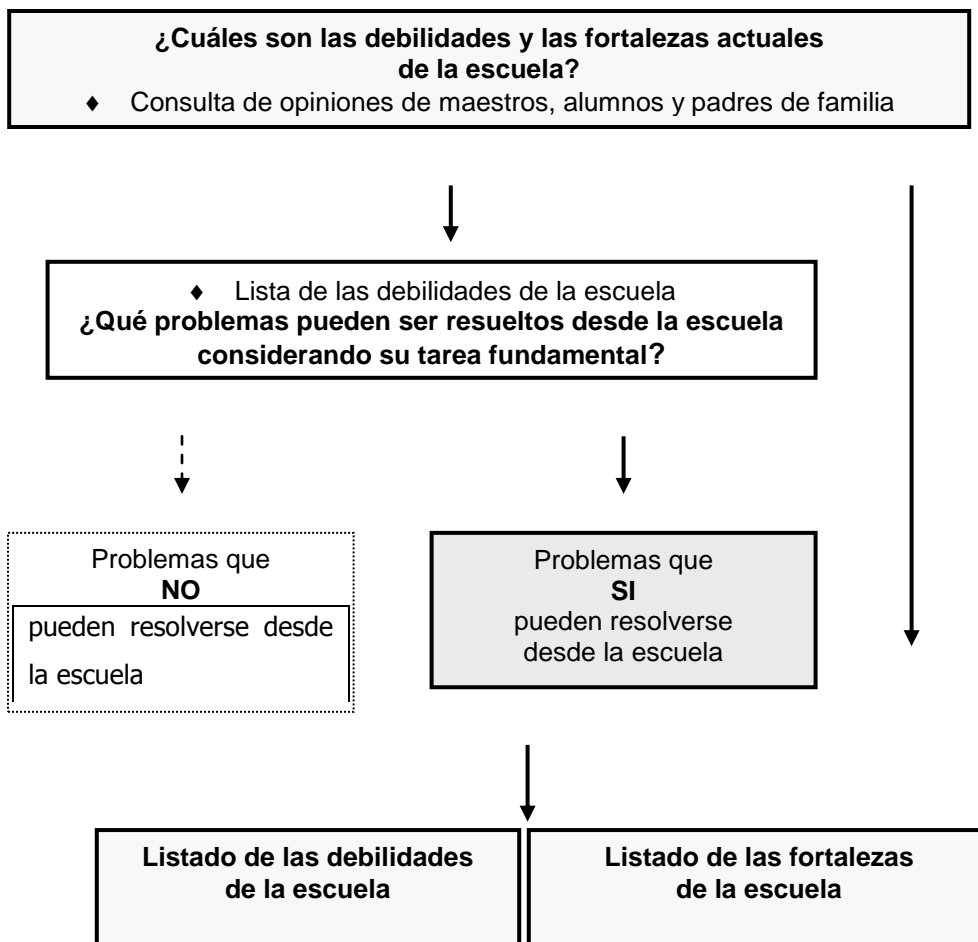 ¿Cuáles son las debilidades y las fortalezas actuales
de la escuela?
♦ Consulta de opiniones de maestros, alumnos y padres de familia
♦ Lista de las debilidades de la escuela
¿Qué problemas pueden ser resueltos desde la escuela
considerando su tarea fundamental?
Problemas que
NO
pueden resolverse desde
la escuela
Problemas que
SI
pueden resolverse
desde la escuela
Listado de las debilidades
de la escuela
Listado de las fortalezas
de la escuela